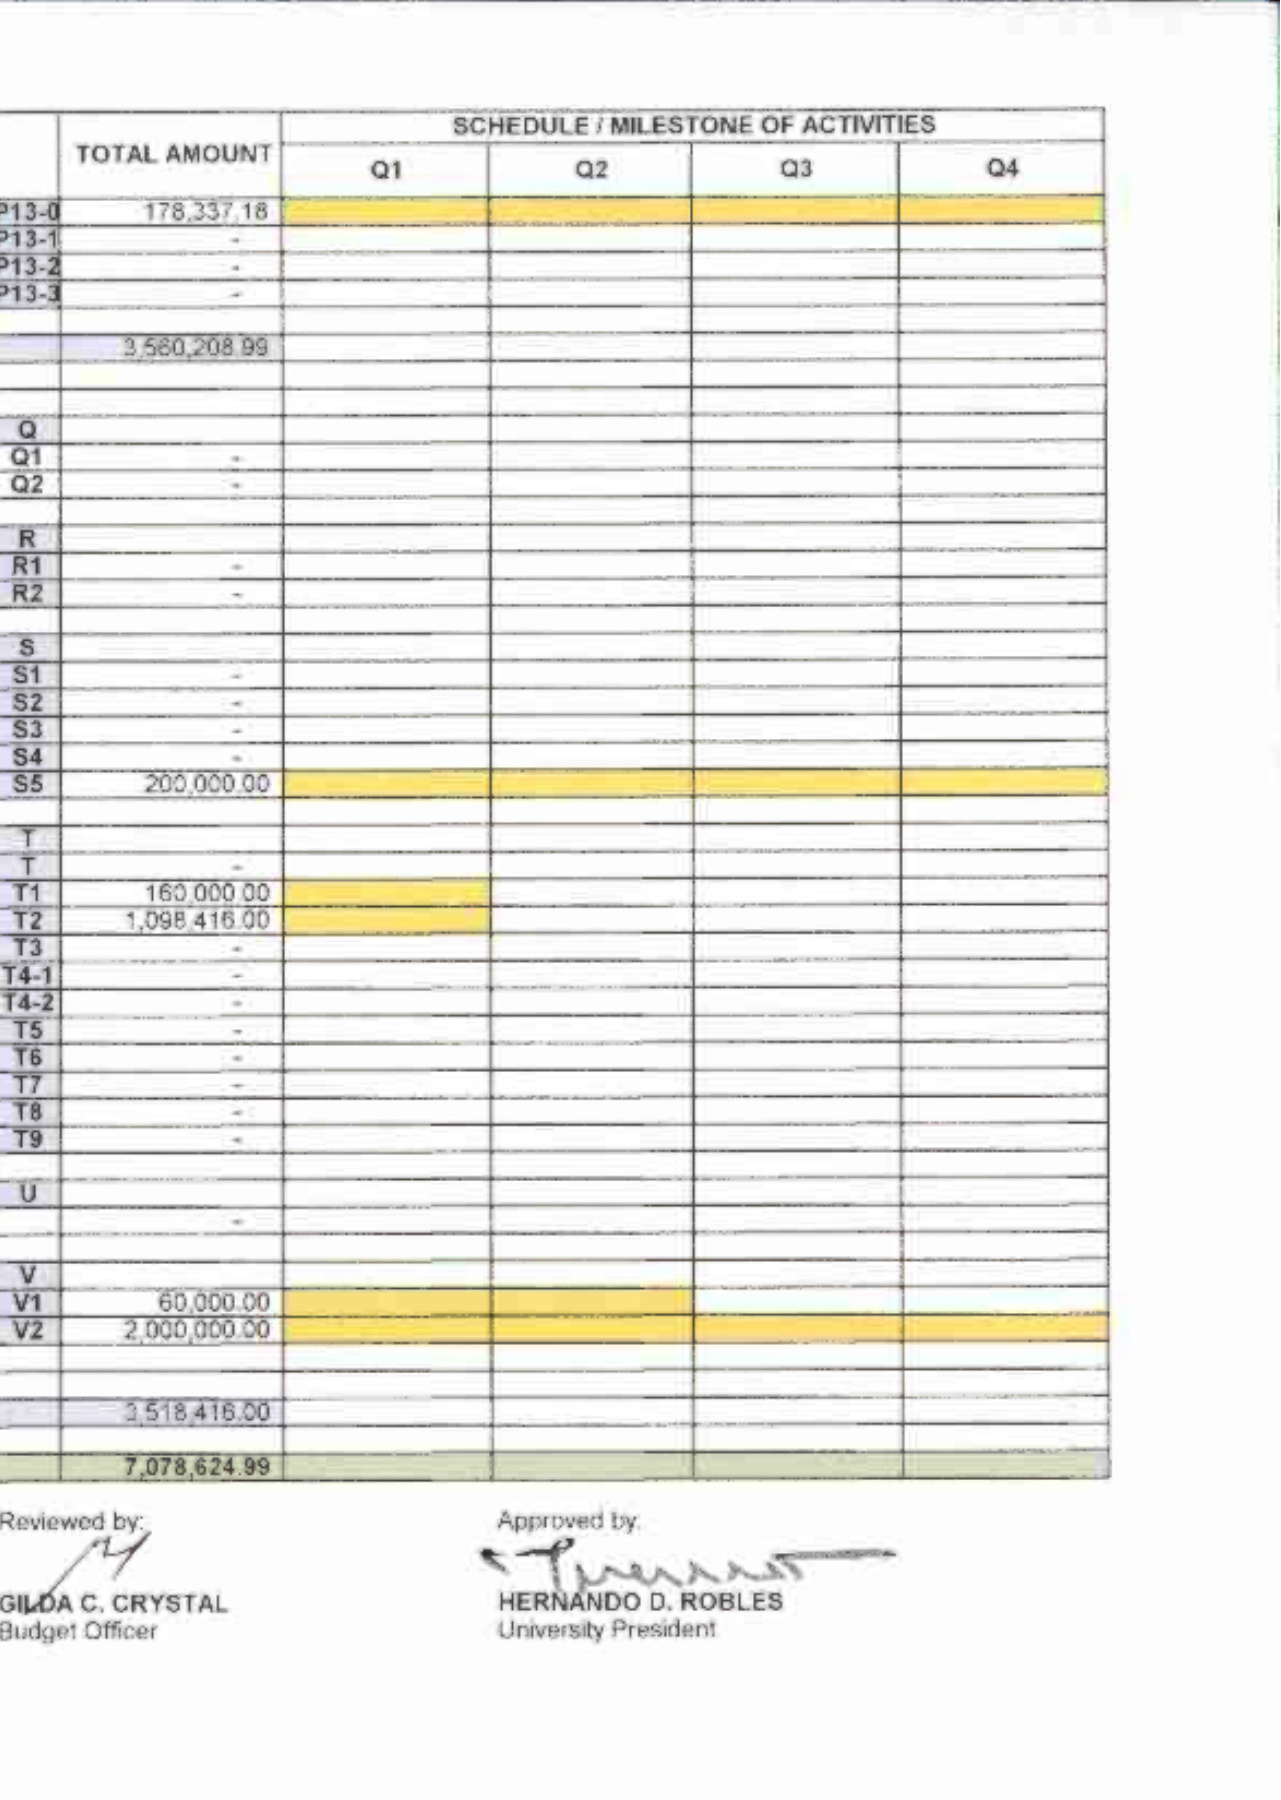 TOTAL AMOUNT SCHEDULE / MILESTONE OF ACTIVITIES
Q1 Q2 Q3 Q4
P13-0 178,337.18
P13-1 -
P13-2 -
P13-3 -
3,560,208.99
Q
Q1 -
Q2 -
R
R1 -
R2 -
S
S1 -
S2 -
S3 -
S4 -
S5 200,000.00
T
T -
T1 160,000.00
T2 1,098,416.00
T3 -
T4-1 -
T4-2 -
T5 -
T6 -
T7 -
T8 -
T9 -
U
-
V
V1 60,000.00
V2 2,000,000.00
3,518,416.00
7,078,624.99
Reviewed by: Approved by:
GILDA C. CRYSTAL HERNANDO D. ROBLES
Budget Officer University President